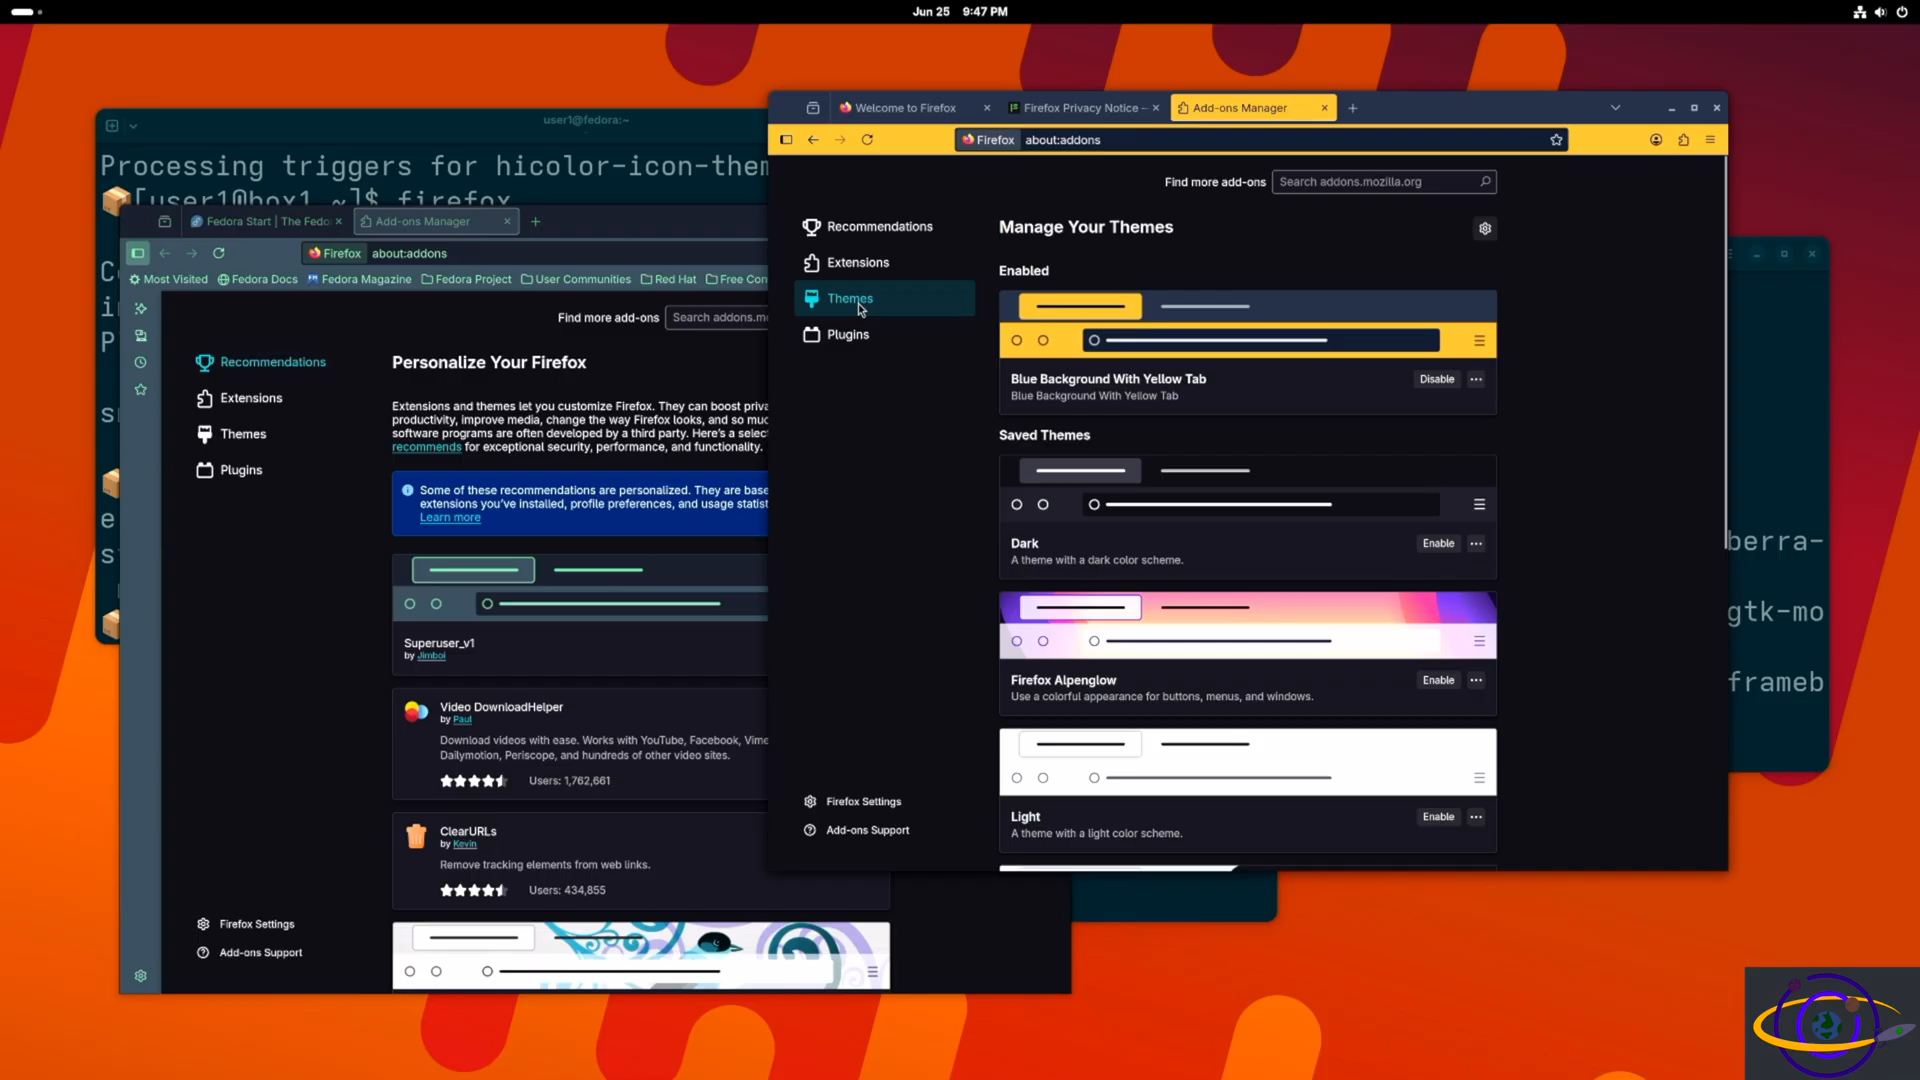 Jun 25 9:47 PM
user1@fedora:~
Processing triggers for hicolor-icon-them
[user1@box1 ~]$ firefox
Fedora Start | The Fedo
Add-ons Manager
Firefox about:addons
Most Visited Fedora Docs Fedora Magazine Fedora Project User Communities Red Hat Free Con
Find more add-ons Search addons.mo
Recommendations
Extensions
Themes
Plugins
Personalize Your Firefox
Extensions and themes let you customize Firefox. They can boost priva
productivity, improve media, change the way Firefox looks, and so muc
software programs are often developed by a third party. Here's a selec
recommends for exceptional security, performance, and functionality.
Some of these recommendations are personalized. They are base
extensions you've installed, profile preferences, and usage statist
Learn more
Superuser_v1
by Jimboi
Video DownloadHelper
by Paul
Download videos with ease. Works with YouTube, Facebook, Vime
Dailymotion, Periscope, and hundreds of other video sites.
Users: 1,762,661
ClearURLs
by Kevin
Remove tracking elements from web links.
Users: 434,855
Firefox Settings
Add-ons Support
Welcome to Firefox
Firefox Privacy Notice —
Add-ons Manager
Firefox about:addons
Find more add-ons Search addons.mozilla.org
Recommendations
Extensions
Themes
Plugins
Firefox Settings
Add-ons Support
Manage Your Themes
Enabled
Blue Background With Yellow Tab
Disable
Blue Background With Yellow Tab
Saved Themes
Dark
Enable
A theme with a dark color scheme.
Firefox Alpenglow
Enable
Use a colorful appearance for buttons, menus, and windows.
Light
Enable
A theme with a light color scheme.
berra-
gtk-mo
frameb